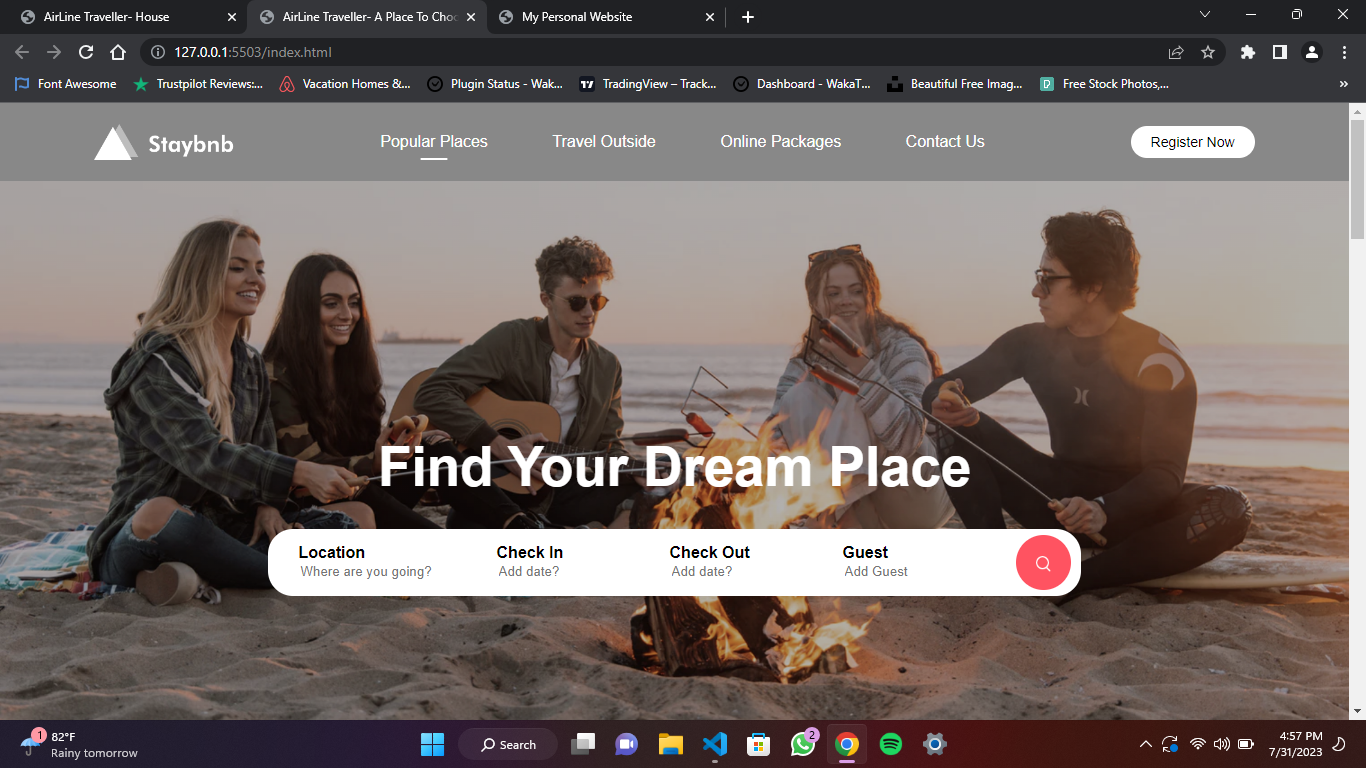 AirLine Traveller- House
AirLine Traveller- A Place To Choo
My Personal Website
127.0.0.1:5503/index.html
Font Awesome
Trustpilot Reviews:...
Vacation Homes &...
Plugin Status - Wak...
TradingView – Track...
Dashboard - WakaT...
Beautiful Free Imag...
Free Stock Photos,...
Staybnb
Popular Places
Travel Outside
Online Packages
Contact Us
Register Now
Find Your Dream Place
Location
Where are you going?
Check In
Add date?
Check Out
Add date?
Guest
Add Guest
1
82°F
Rainy tomorrow
Search
2
4:57 PM
7/31/2023